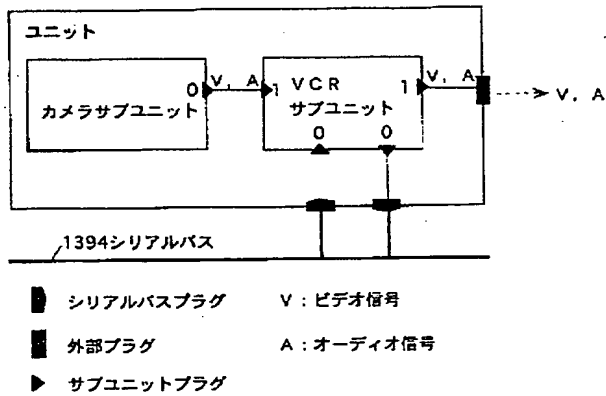 ユニット
カメラサブユニット
0
V, A
1
VCR
サブユニット
1
V, A
V, A
0 0
1394シリアルバス
シリアルバスプラグ V：ビデオ信号
外部プラグ A：オーディオ信号
サブユニットプラグ